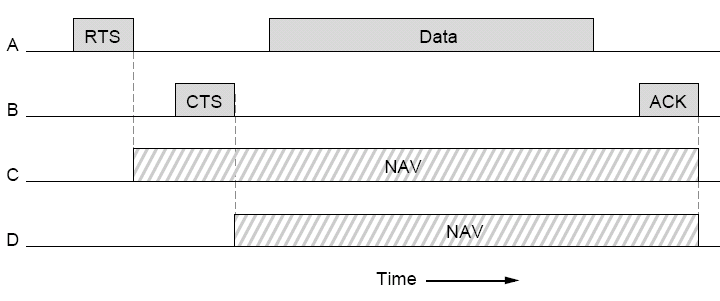 A RTS Data
B CTS ACK
C NAV
D NAV
Time